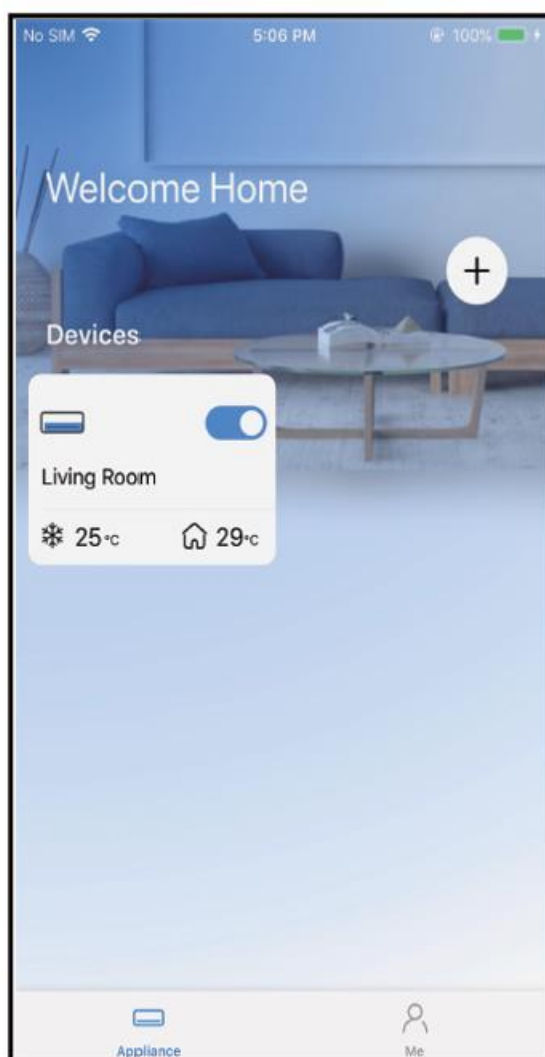 No SIM 5:06 PM 100%
Welcome Home
+
Devices
Living Room
25°C 29°C
Appliance Me